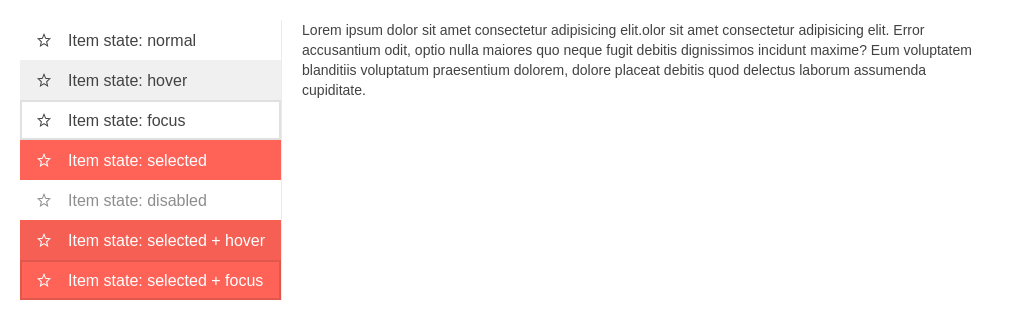 Item state: normal
Item state: hover
Item state: focus
Item state: selected
Item state: disabled
Item state: selected + hover
Item state: selected + focus
Lorem ipsum dolor sit amet consectetur adipisicing elit.olor sit amet consectetur adipisicing elit. Error
accusantium odit, optio nulla maiores quo neque fugit debitis dignissimos incidunt maxime? Eum voluptatem
blanditiis voluptatum praesentium dolorem, dolore placeat debitis quod delectus laborum assumenda
cupiditate.